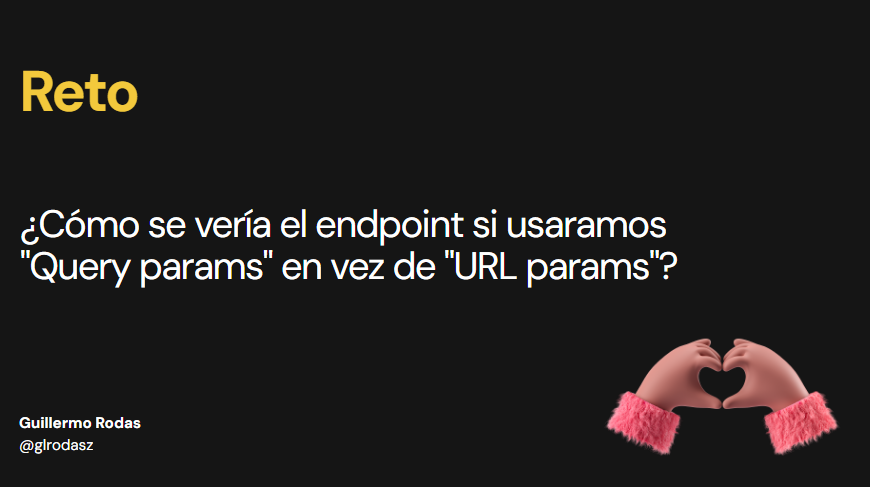 Reto
¿Cómo se vería el endpoint si usaramos
"Query params" en vez de "URL params"?
Guillermo Rodas
@glrodasz